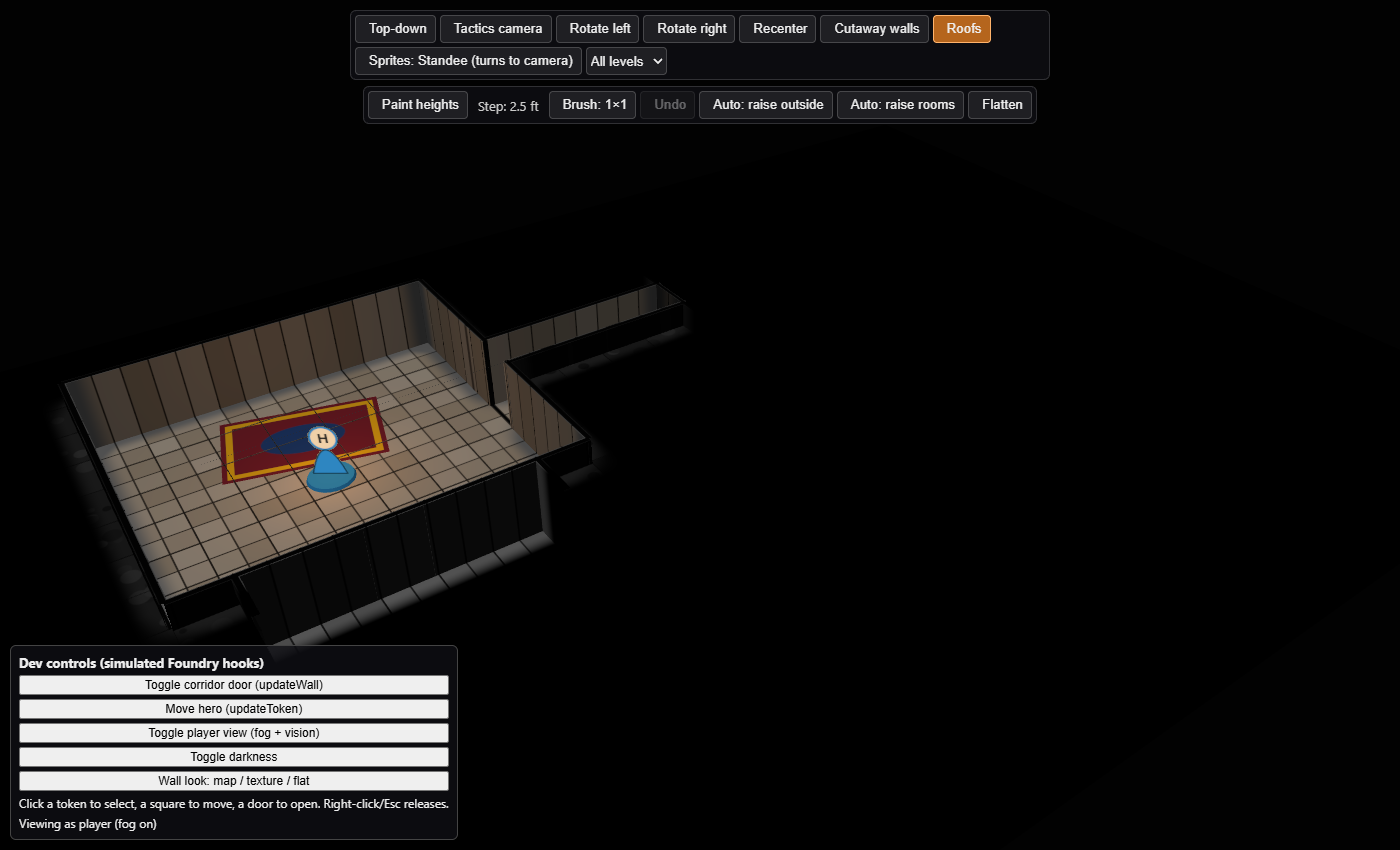 Top-down Tactics camera Rotate left Rotate right Recenter Cutaway walls Roofs
Sprites: Standee (turns to camera) All levels
Paint heights Step: 2.5 ft Brush: 1×1 Undo Auto: raise outside Auto: raise rooms Flatten
H
Dev controls (simulated Foundry hooks)
Toggle corridor door (updateWall)
Move hero (updateToken)
Toggle player view (fog + vision)
Toggle darkness
Wall look: map / texture / flat
Click a token to select, a square to move, a door to open. Right-click/Esc releases.
Viewing as player (fog on)